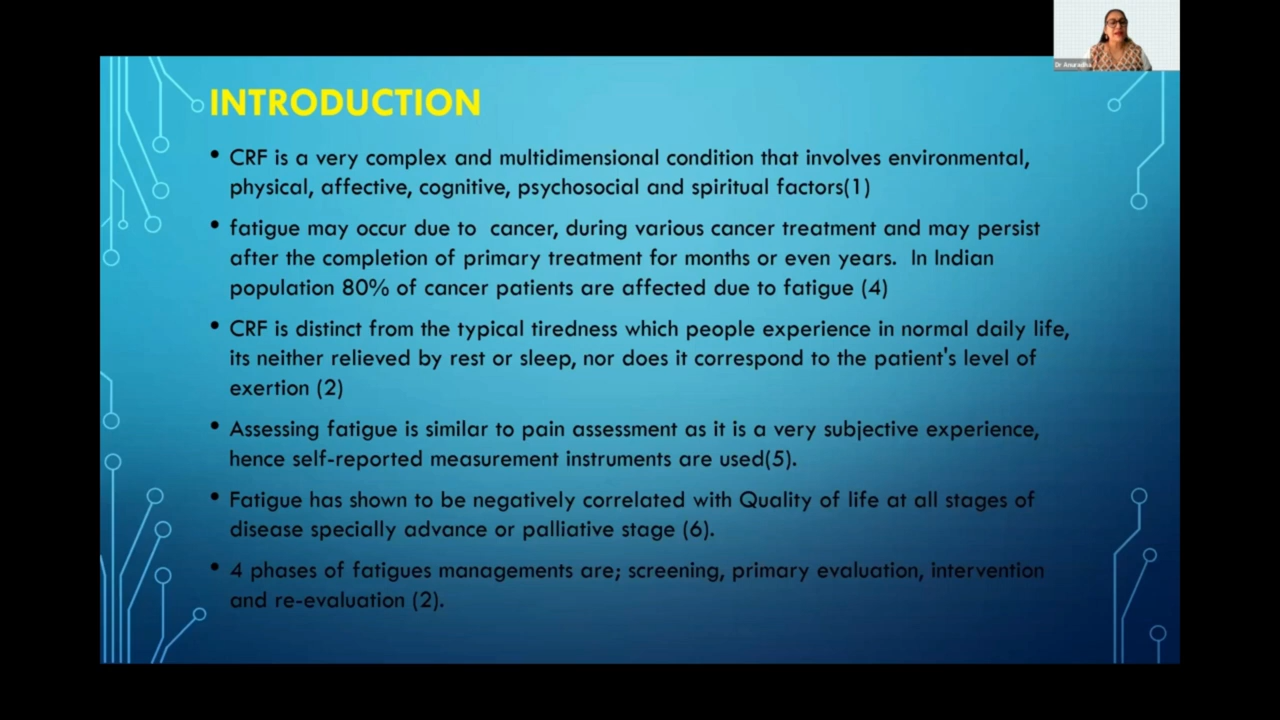 Dr Anuradha
INTRODUCTION
• CRF is a very complex and multidimensional condition that involves environmental,
physical, affective, cognitive, psychosocial and spiritual factors(1)
• fatigue may occur due to  cancer, during various cancer treatment and may persist
after the completion of primary treatment for months or even years.  In Indian
population 80% of cancer patients are affected due to fatigue (4)
• CRF is distinct from the typical tiredness which people experience in normal daily life,
its neither relieved by rest or sleep, nor does it correspond to the patient's level of
exertion (2)
• Assessing fatigue is similar to pain assessment as it is a very subjective experience,
hence self-reported measurement instruments are used(5).
• Fatigue has shown to be negatively correlated with Quality of life at all stages of
disease specially advance or palliative stage (6).
• 4 phases of fatigues managements are; screening, primary evaluation, intervention
and re-evaluation (2).